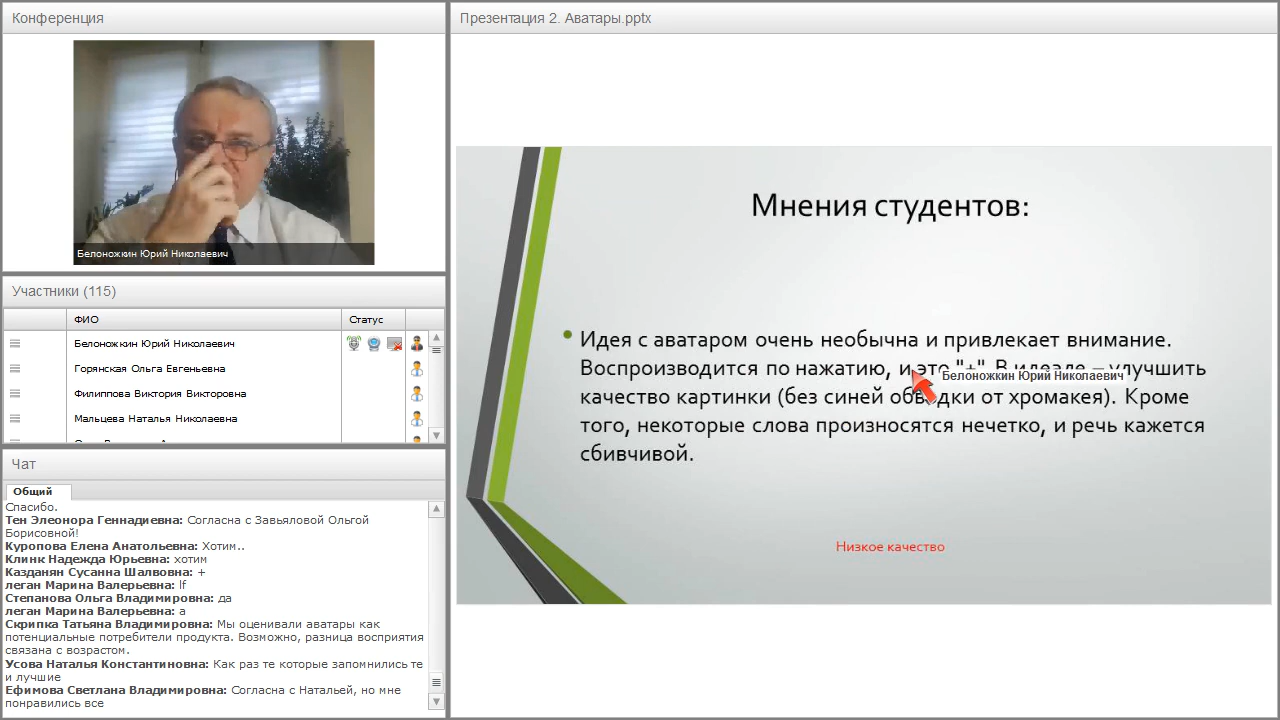 Конференция
Белоножкин Юрий Николаевич
Участники (115)
ФИО
Статус
Белоножкин Юрий Николаевич
Горянская Ольга Евгеньевна
Филиппова Виктория Викторовна
Мальцева Наталья Николаевна
Чат
Общий
Спасибо.
Тен Элеонора Геннадиевна: Согласна с Завьяловой Ольгой
Борисовной!
Куропова Елена Анатольевна: Хотим..
Клинк Надежда Юрьевна: хотим
Казданян Сусанна Шалвовна: +
леган Марина Валерьевна: lf
Степанова Ольга Владимировна: да
леган Марина Валерьевна: а
Скрипка Татьяна Владимировна: Мы оценивали аватары как
потенциальные потребители продукта. Возможно, разница восприятия
связана с возрастом.
Усова Наталья Константиновна: Как раз те которые запомнились те
и лучшие
Ефимова Светлана Владимировна: Согласна с Натальей, но мне
понравились все
Презентация 2. Аватары.pptx
Мнения студентов:
Идея с аватаром очень необычна и привлекает внимание.
Воспроизводится по нажатию, и это "+". В идеале – улучшить
Белоножкин Юрий Николаевич
качество картинки (без синей обводки от хромакея). Кроме
того, некоторые слова произносятся нечетко, и речь кажется
сбивчивой.
Низкое качество